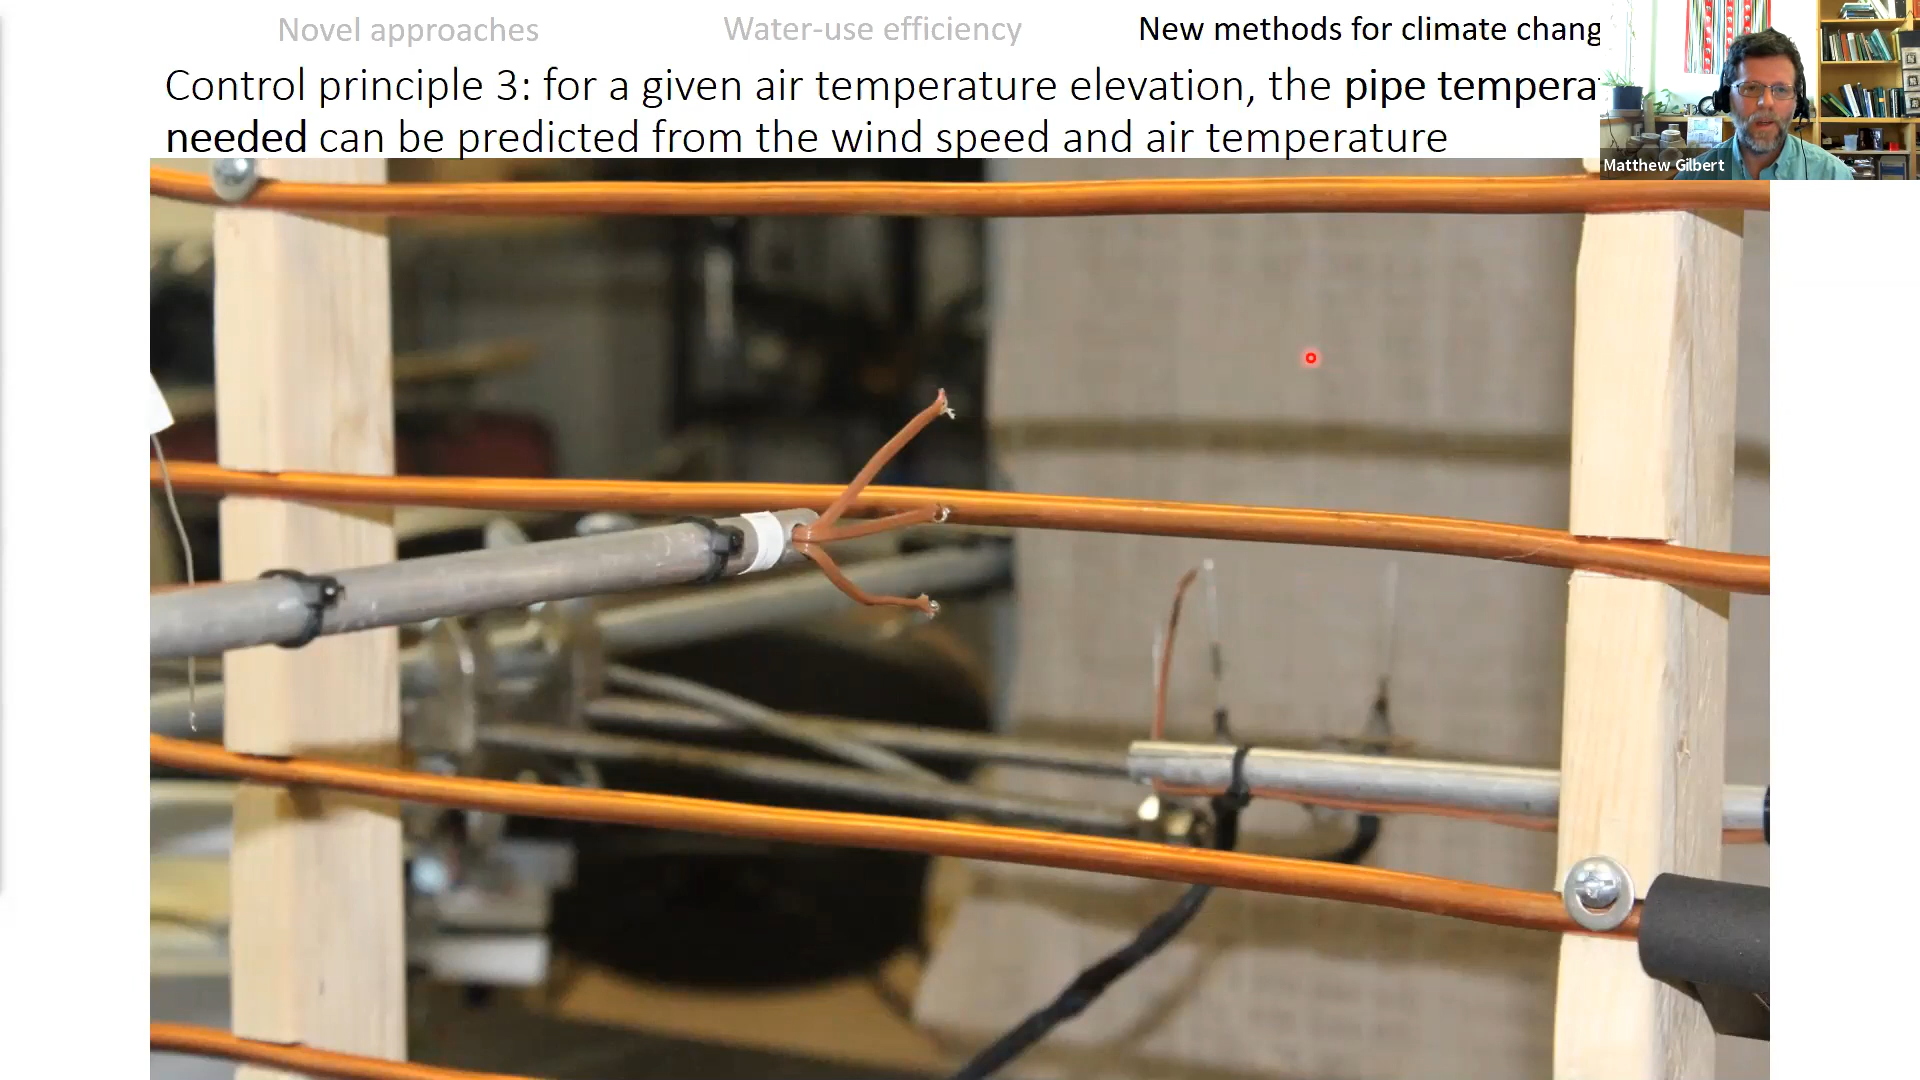 Novel approaches
Water-use efficiency
New methods for climate chang
Control principle 3: for a given air temperature elevation, the pipe tempera
needed can be predicted from the wind speed and air temperature
Matthew Gilbert